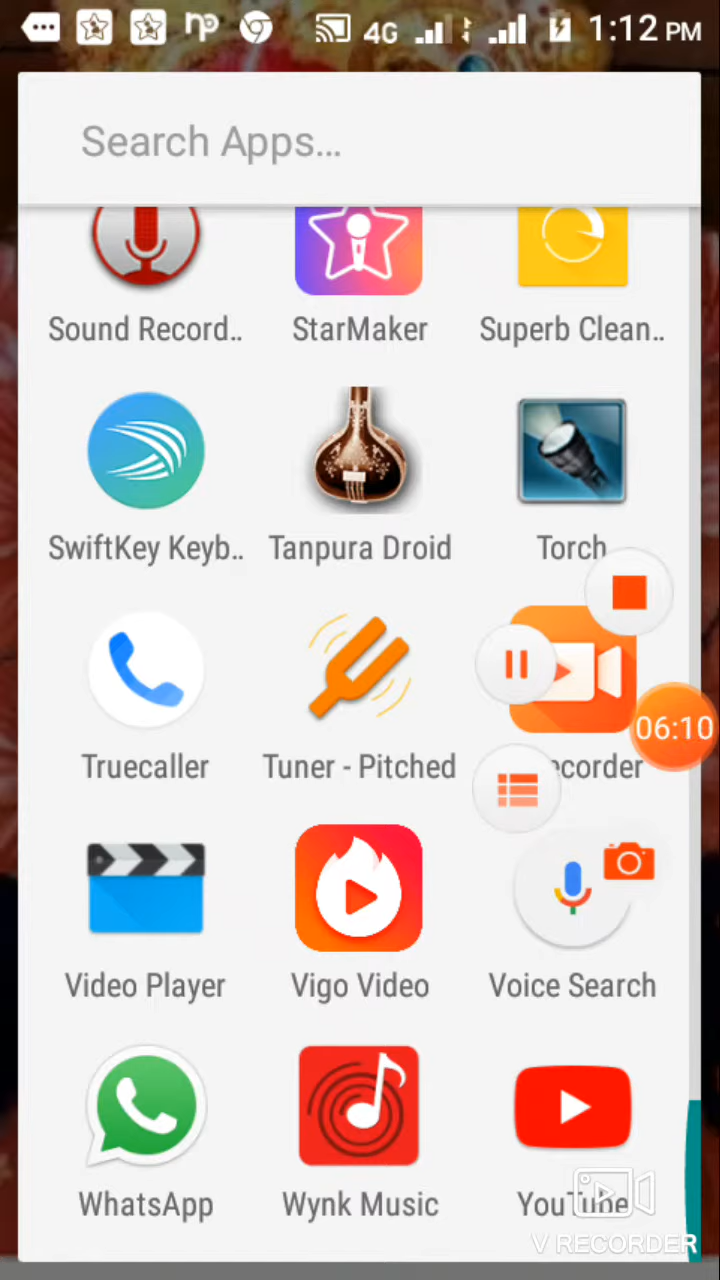 4G 1:12 PM
Search Apps...
Sound Record.. StarMaker Superb Clean..
SwiftKey Keyb.. Tanpura Droid Torch
Truecaller Tuner - Pitched ecorder
06:10
Video Player Vigo Video Voice Search
WhatsApp Wynk Music YouTube
V RECORDER